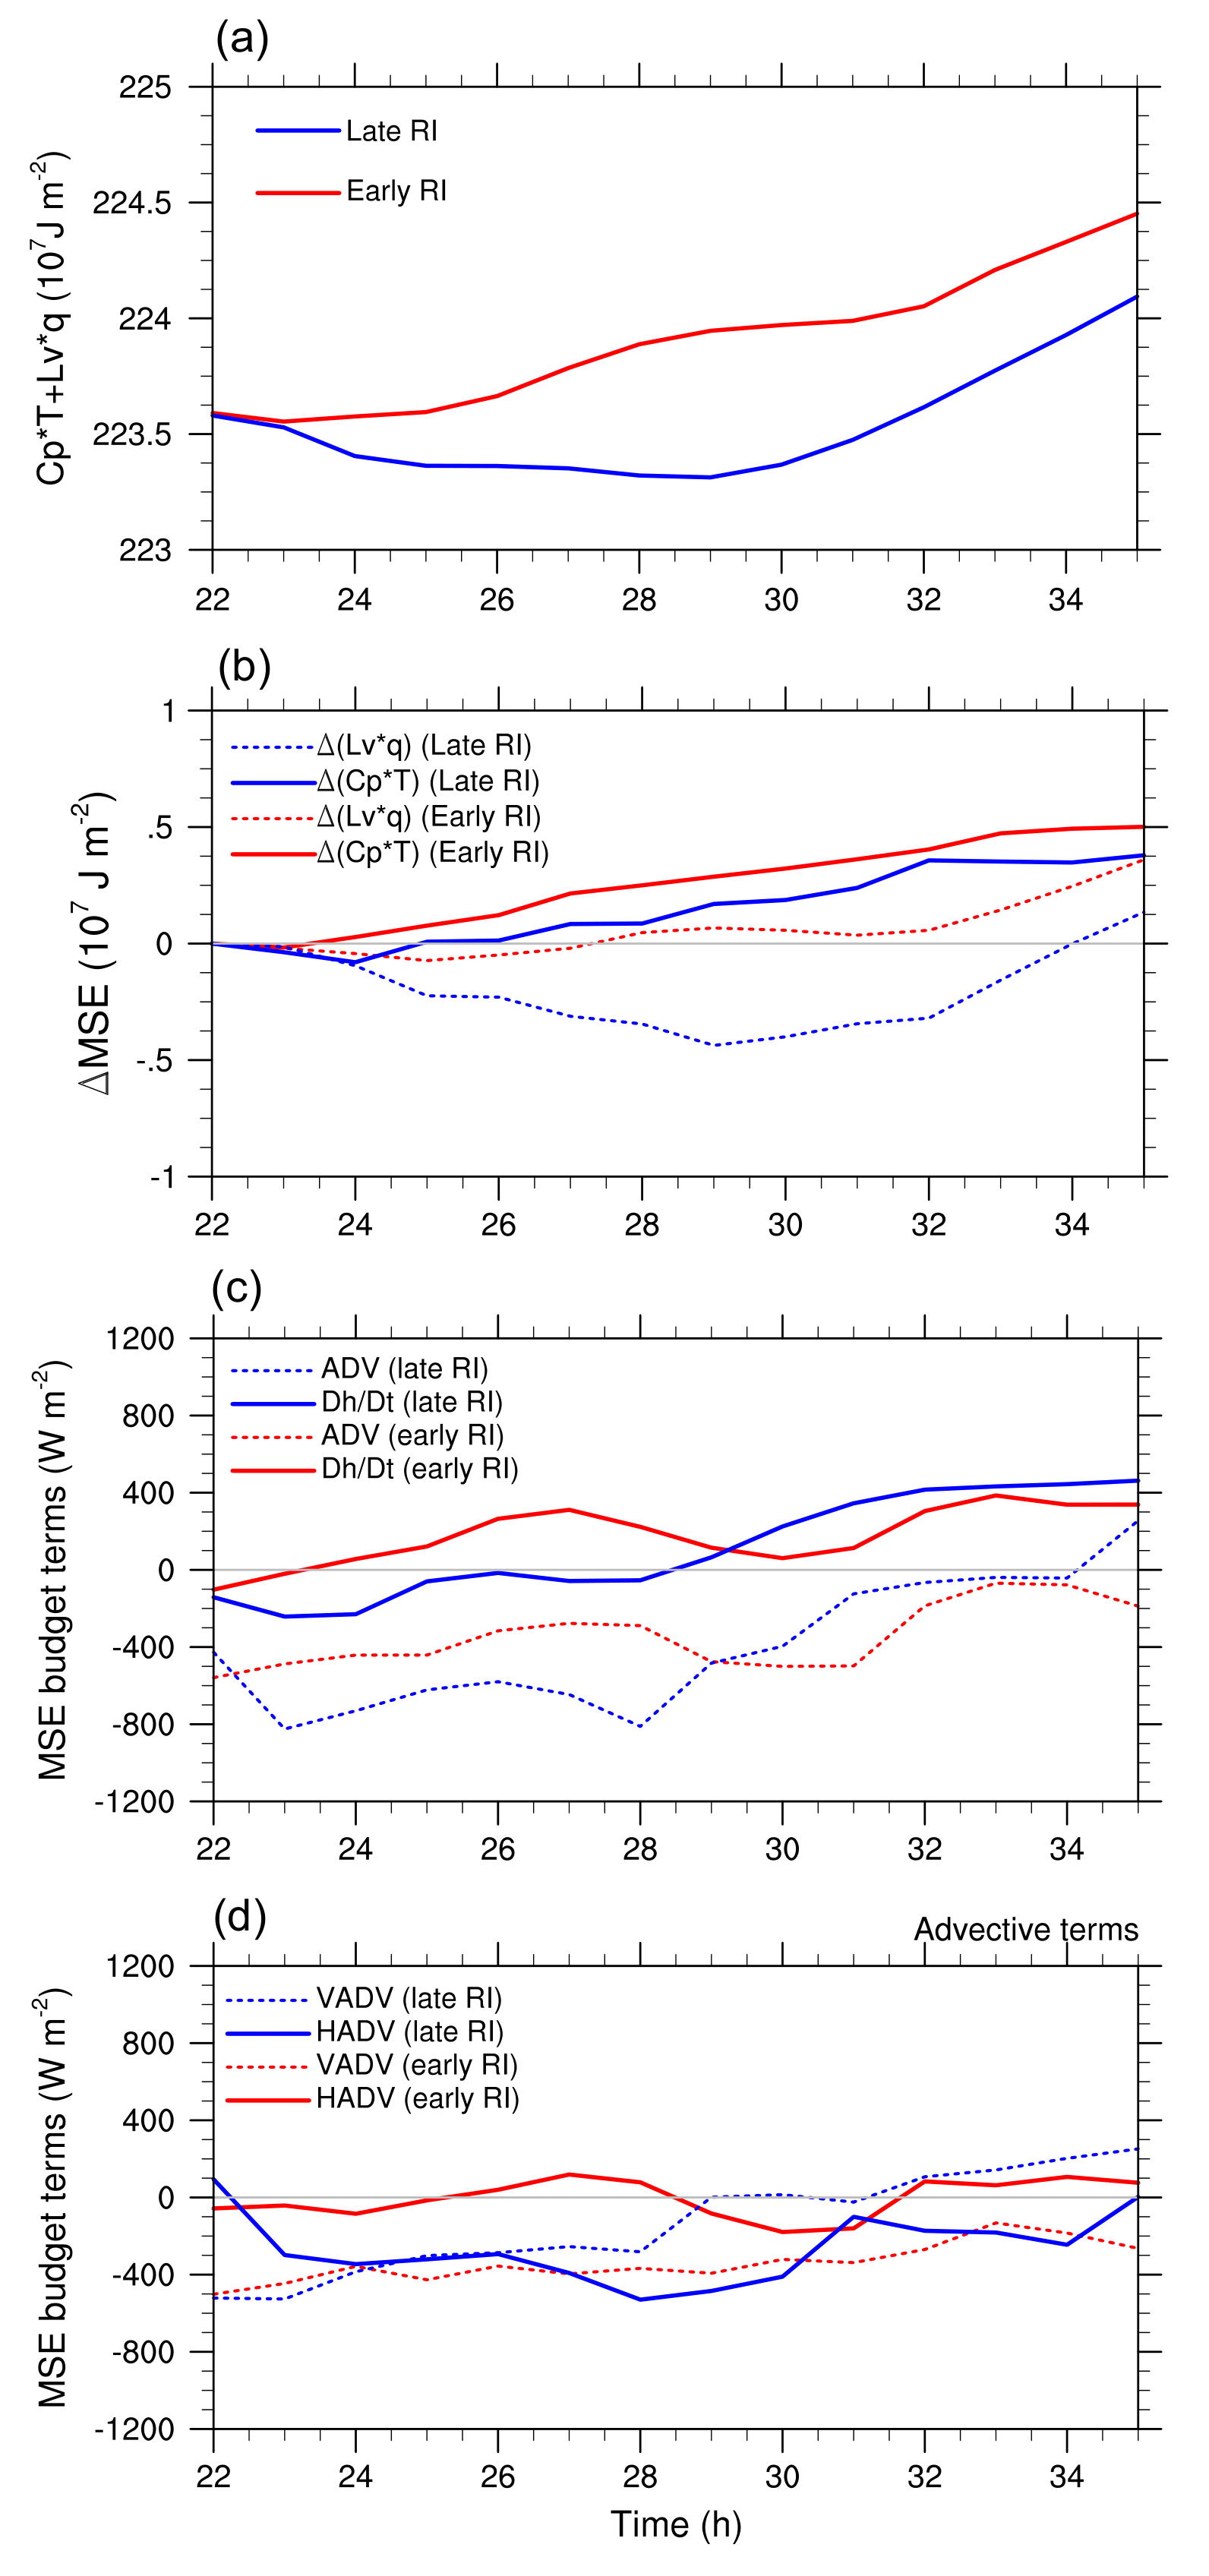 (a)
225
224.5
224
223.5
223
Cp*T+Lv*q (10⁷J m⁻²)
Late RI
Early RI
22 24 26 28 30 32 34
(b)
1
.5
0
-.5
-1
ΔMSE (10⁷ J m⁻²)
Δ(Lv*q) (Late RI)
Δ(Cp*T) (Late RI)
Δ(Lv*q) (Early RI)
Δ(Cp*T) (Early RI)
22 24 26 28 30 32 34
(c)
1200
800
400
0
-400
-800
-1200
MSE budget terms (W m⁻²)
ADV (late RI)
Dh/Dt (late RI)
ADV (early RI)
Dh/Dt (early RI)
22 24 26 28 30 32 34
(d)
Advective terms
1200
800
400
0
-400
-800
-1200
MSE budget terms (W m⁻²)
VADV (late RI)
HADV (late RI)
VADV (early RI)
HADV (early RI)
22 24 26 28 30 32 34
Time (h)